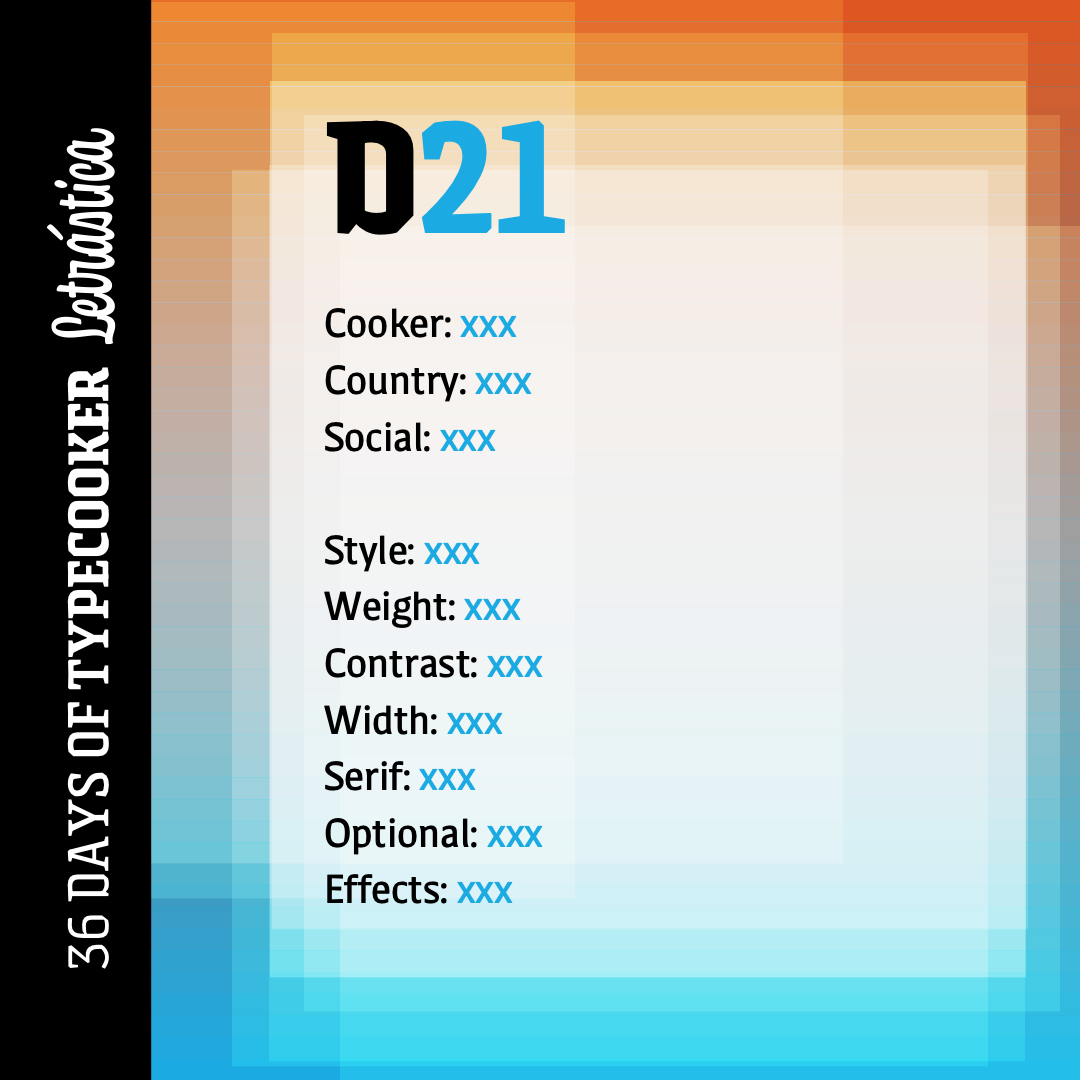 36 DAYS OF TYPECOOKER Letrástica
D21
Cooker: xxx
Country: xxx
Social: xxx
Style: xxx
Weight: xxx
Contrast: xxx
Width: xxx
Serif: xxx
Optional: xxx
Effects: xxx